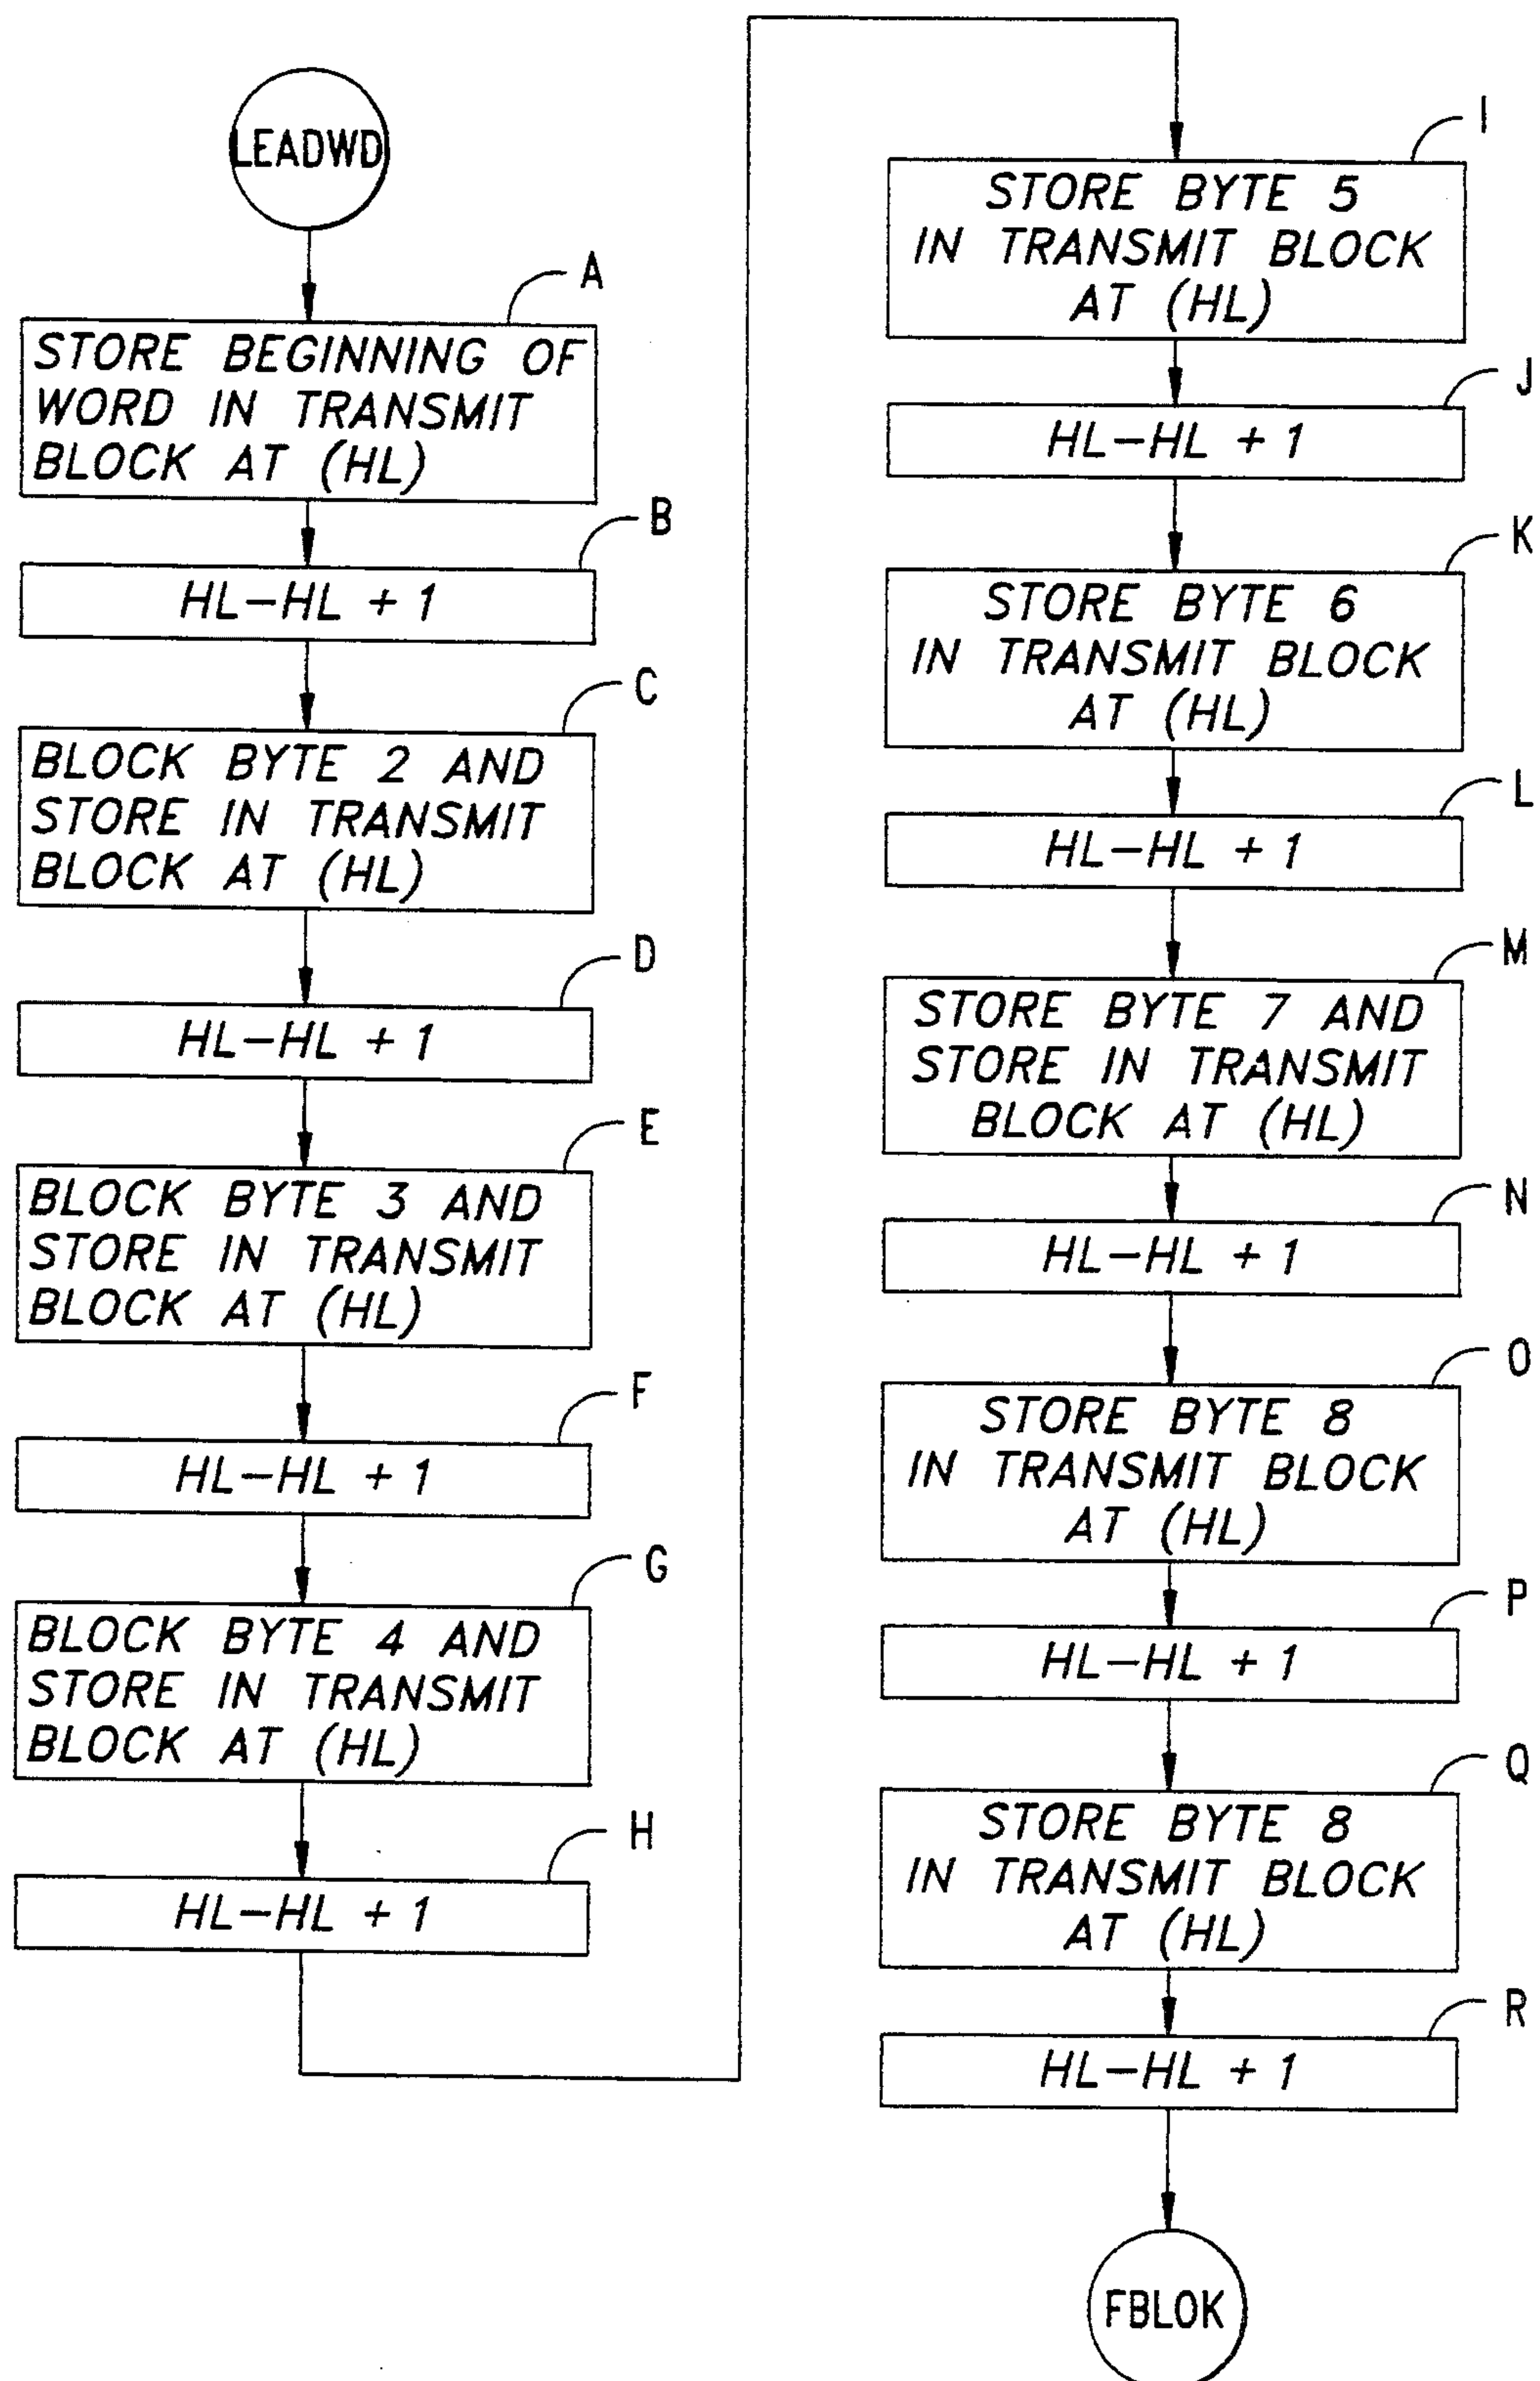 LEADWD
A
STORE BEGINNING OF
WORD IN TRANSMIT
BLOCK AT (HL)
B
HL-HL + 1
C
BLOCK BYTE 2 AND
STORE IN TRANSMIT
BLOCK AT (HL)
D
HL-HL + 1
E
BLOCK BYTE 3 AND
STORE IN TRANSMIT
BLOCK AT (HL)
F
HL-HL + 1
G
BLOCK BYTE 4 AND
STORE IN TRANSMIT
BLOCK AT (HL)
H
HL-HL + 1
I
STORE BYTE 5
IN TRANSMIT BLOCK
AT (HL)
J
HL-HL + 1
K
STORE BYTE 6
IN TRANSMIT BLOCK
AT (HL)
L
HL-HL + 1
M
STORE BYTE 7 AND
STORE IN TRANSMIT
BLOCK AT (HL)
N
HL-HL + 1
O
STORE BYTE 8
IN TRANSMIT BLOCK
AT (HL)
P
HL-HL + 1
Q
STORE BYTE 8
IN TRANSMIT BLOCK
AT (HL)
R
HL-HL + 1
FBLOK